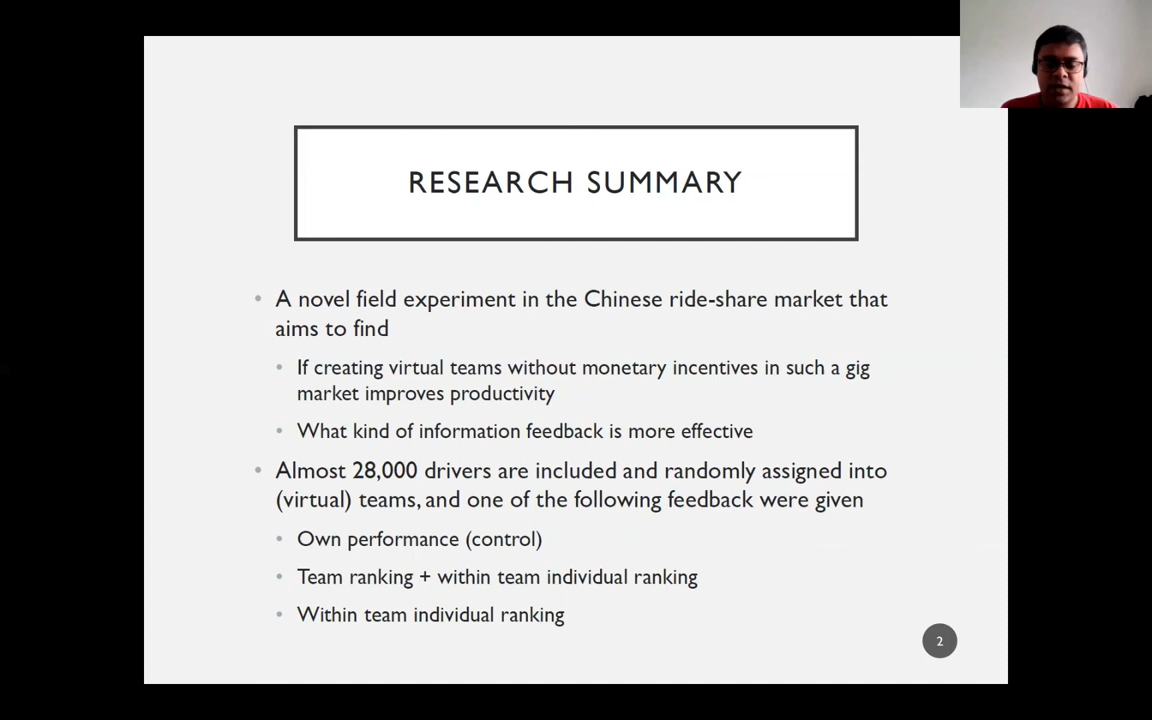 RESEARCH SUMMARY
• A novel field experiment in the Chinese ride-share market that
aims to find
• If creating virtual teams without monetary incentives in such a gig
market improves productivity
• What kind of information feedback is more effective
• Almost 28,000 drivers are included and randomly assigned into
(virtual) teams, and one of the following feedback were given
• Own performance (control)
• Team ranking + within team individual ranking
• Within team individual ranking
2